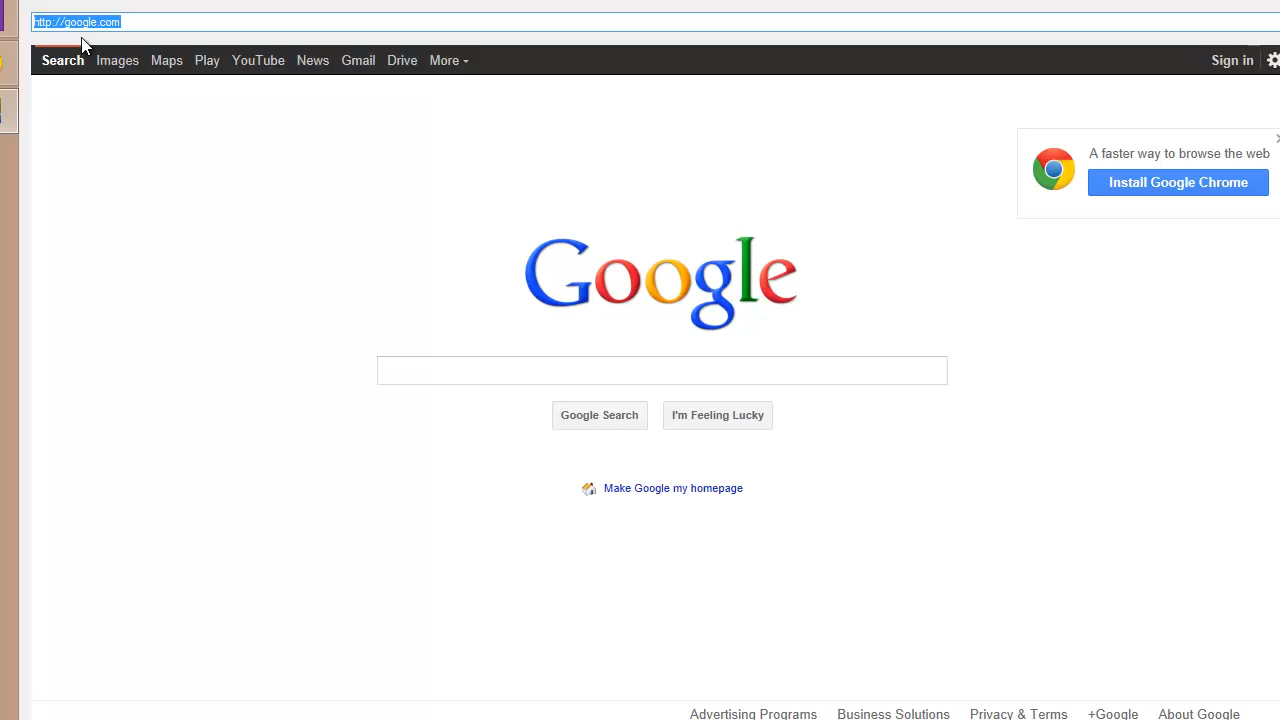 http://google.com
Search Images Maps Play YouTube News Gmail Drive More Sign in
A faster way to browse the web
Install Google Chrome
Google
Google Search I'm Feeling Lucky
Make Google my homepage
Advertising Programs Business Solutions Privacy & Terms +Google About Google